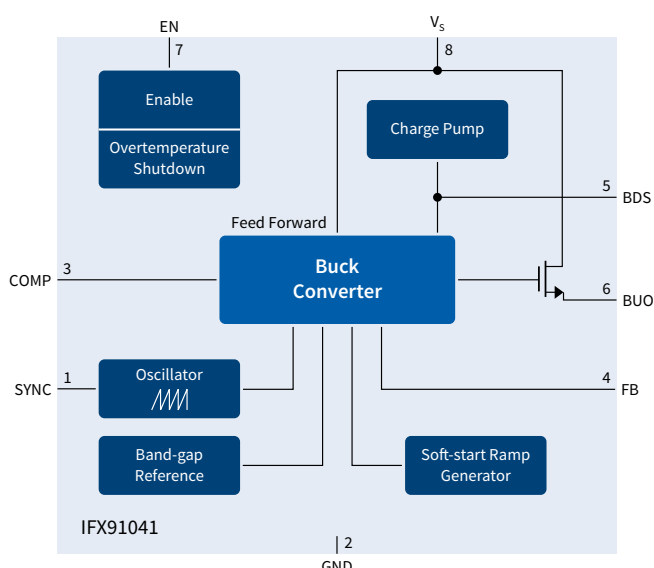 EN
V_S
7
8
Enable
Overtemperature
Shutdown
Charge Pump
5
BDS
Feed Forward
Buck
Converter
COMP
3
6
BUO
SYNC
1
Oscillator
4
FB
Band-gap
Reference
Soft-start Ramp
Generator
IFX91041
2
GND